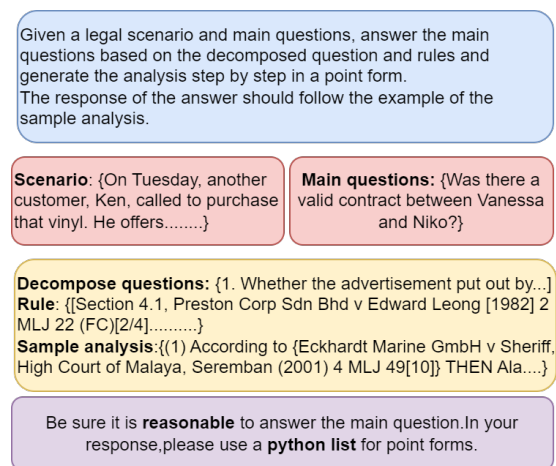 Given a legal scenario and main questions, answer the main
questions based on the decomposed question and rules and
generate the analysis step by step in a point form.
The response of the answer should follow the example of the
sample analysis.
Scenario: {On Tuesday, another
customer, Ken, called to purchase
that vinyl. He offers........}
Main questions: {Was there a
valid contract between Vanessa
and Niko?}
Decompose questions: {1. Whether the advertisement put out by...]
Rule: {[Section 4.1, Preston Corp Sdn Bhd v Edward Leong [1982] 2
MLJ 22 (FC)[2/4]..........}
Sample analysis:{(1) According to {Eckhardt Marine GmbH v Sheriff,
High Court of Malaya, Seremban (2001) 4 MLJ 49[10]} THEN Ala....}
Be sure it is reasonable to answer the main question.In your
response,please use a python list for point forms.